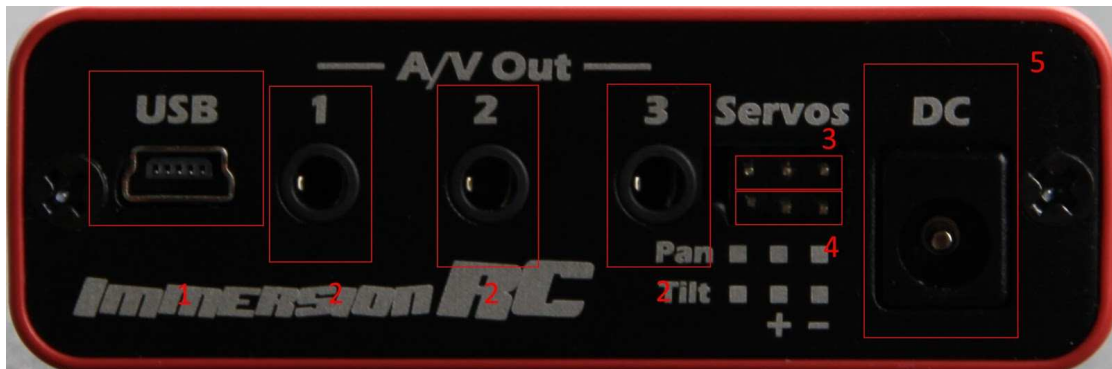 A/V Out
USB 1 2 3 Servos DC
5
3
Pan
4
Tilt
+ -
ImmersionRC
1 2 2 2